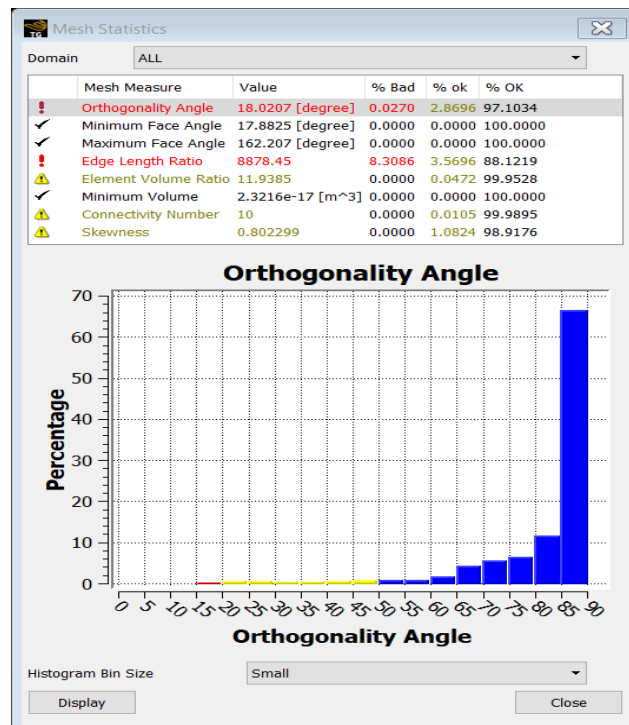 TG Mesh Statistics
Domain ALL
Mesh Measure Value % Bad % ok % OK
Orthogonality Angle 18.0207 [degree] 0.0270 2.8696 97.1034
Minimum Face Angle 17.8825 [degree] 0.0000 0.0000 100.0000
Maximum Face Angle 162.207 [degree] 0.0000 0.0000 100.0000
Edge Length Ratio 8878.45 8.3086 3.5696 88.1219
Element Volume Ratio 11.9385 0.0000 0.0472 99.9528
Minimum Volume 2.3216e-17 [m^3] 0.0000 0.0000 100.0000
Connectivity Number 10 0.0000 0.0105 99.9895
Skewness 0.802299 0.0000 1.0824 98.9176
Orthogonality Angle
70
60
50
40
30
20
10
0
Percentage
0 5 10 15 20 25 30 35 40 45 50 55 60 65 70 75 80 85 90
Orthogonality Angle
Histogram Bin Size Small
Display Close